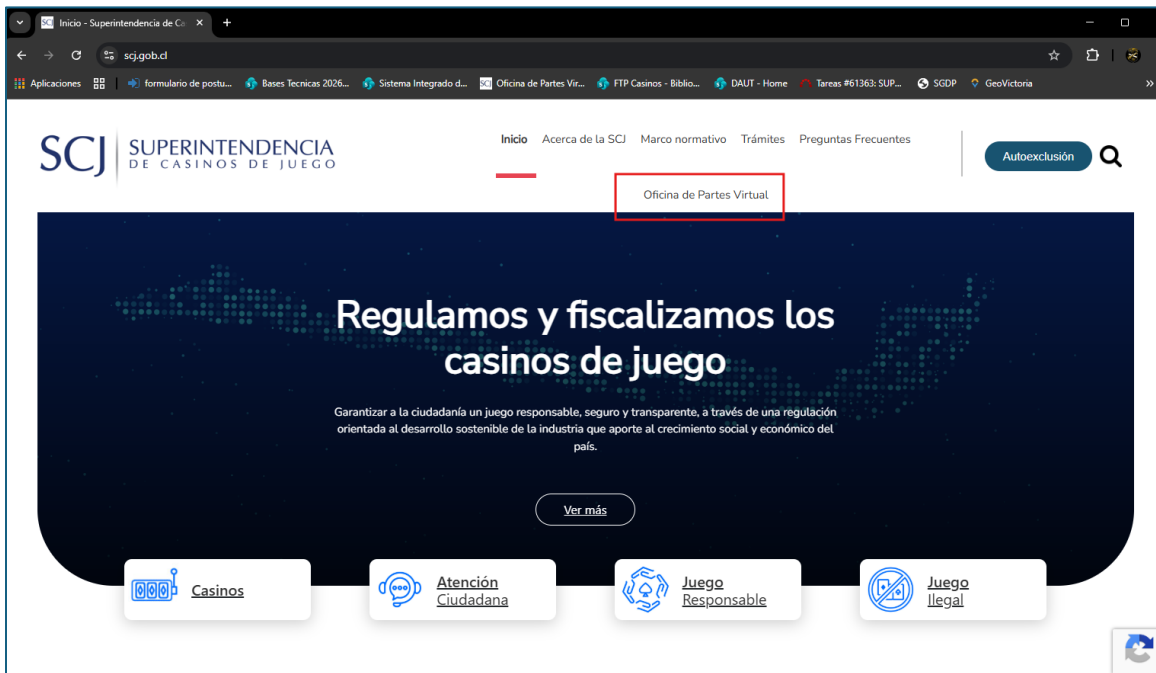 Inicio - Superintendencia de Ca
scj.gob.cl
Aplicaciones formulario de postu... Bases Tecnicas 2026... Sistema Integrado d... Oficina de Partes Vir... FTP Casinos - Biblio... DAUT - Home Tareas #61363: SUP... SGDP GeoVictoria »
SCJ SUPERINTENDENCIA
DE CASINOS DE JUEGO
Inicio Acerca de la SCJ Marco normativo Trámites Preguntas Frecuentes
Oficina de Partes Virtual
Autoexclusión
Regulamos y fiscalizamos los
casinos de juego
Garantizar a la ciudadanía un juego responsable, seguro y transparente, a través de una regulación
orientada al desarrollo sostenible de la industria que aporte al crecimiento social y económico del
país.
Ver más
Casinos
Atención
Ciudadana
Juego
Responsable
Juego
Ilegal